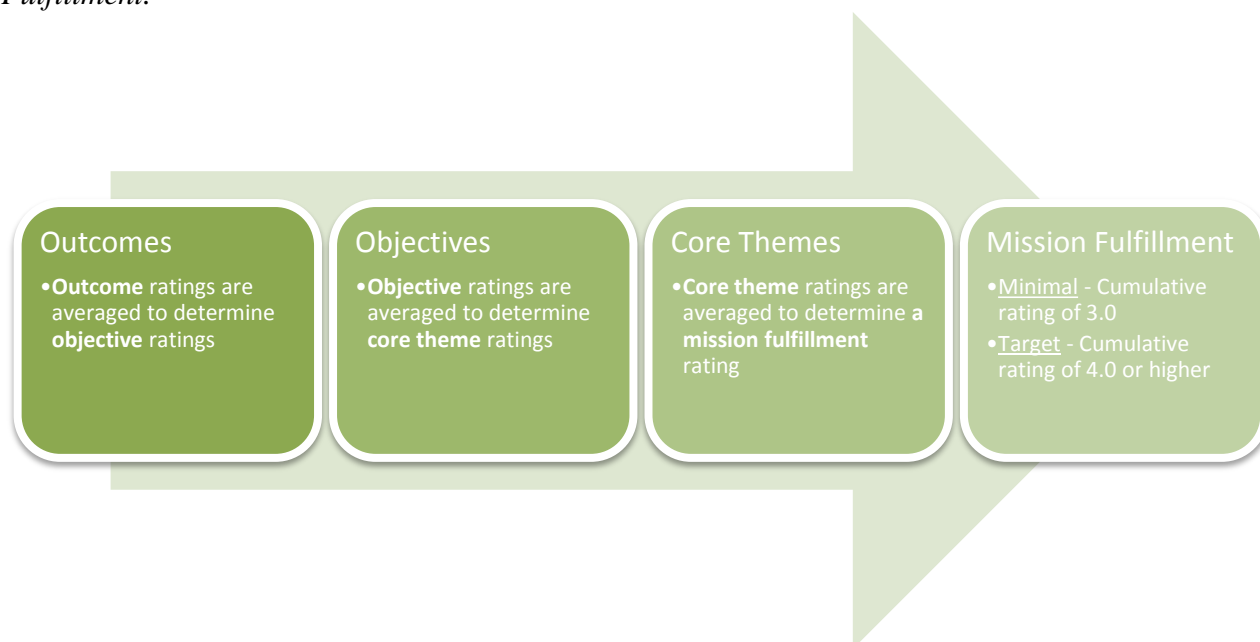 Fulfillment.
Outcomes
•Outcome ratings are
averaged to determine
objective ratings
Objectives
•Objective ratings are
averaged to determine
core theme ratings
Core Themes
•Core theme ratings are
averaged to determine a
mission fulfillment
rating
Mission Fulfillment
•Minimal - Cumulative
rating of 3.0
•Target - Cumulative
rating of 4.0 or higher